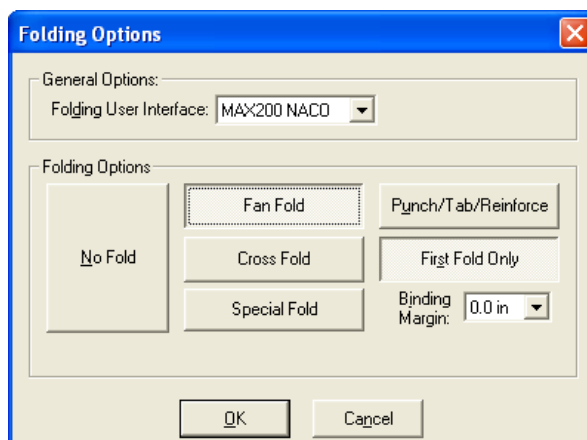 Folding Options
General Options:
Folding User Interface: MAX200 NACO
Folding Options
No Fold
Fan Fold
Punch/Tab/Reinforce
Cross Fold
First Fold Only
Special Fold
Binding
Margin: 0.0 in
OK
Cancel